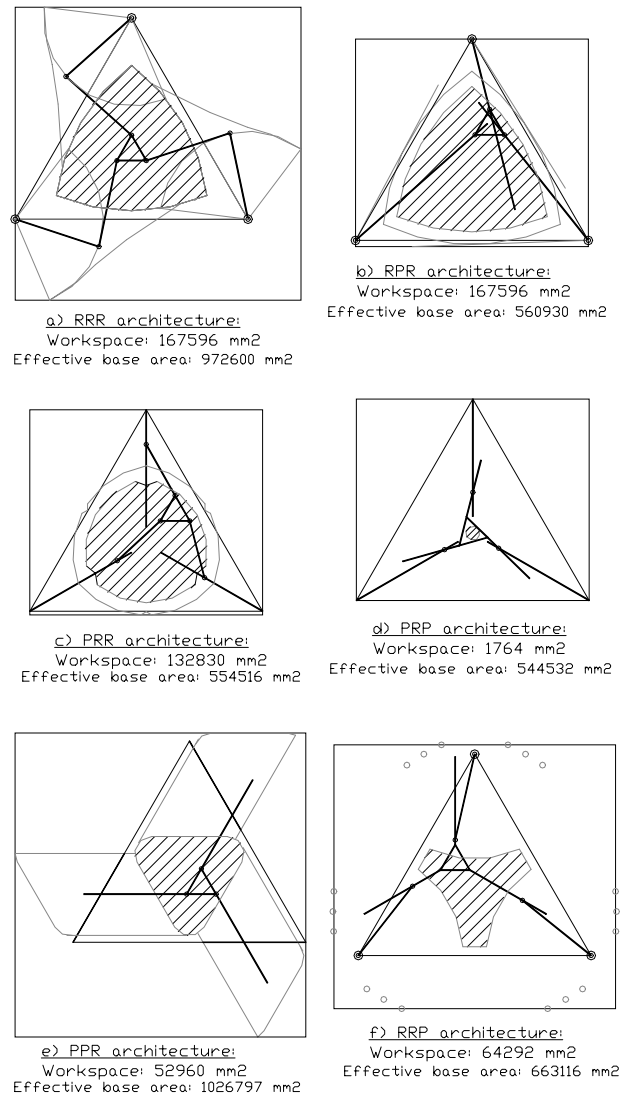 a) RRR architecture:
Workspace: 167596 mm2
Effective base area: 972600 mm2
b) RPR architecture:
Workspace: 167596 mm2
Effective base area: 560930 mm2
c) PRR architecture:
Workspace: 132830 mm2
Effective base area: 554516 mm2
d) PRP architecture:
Workspace: 1764 mm2
Effective base area: 544532 mm2
e) PPR architecture:
Workspace: 52960 mm2
Effective base area: 1026797 mm2
f) RRP architecture:
Workspace: 64292 mm2
Effective base area: 663116 mm2